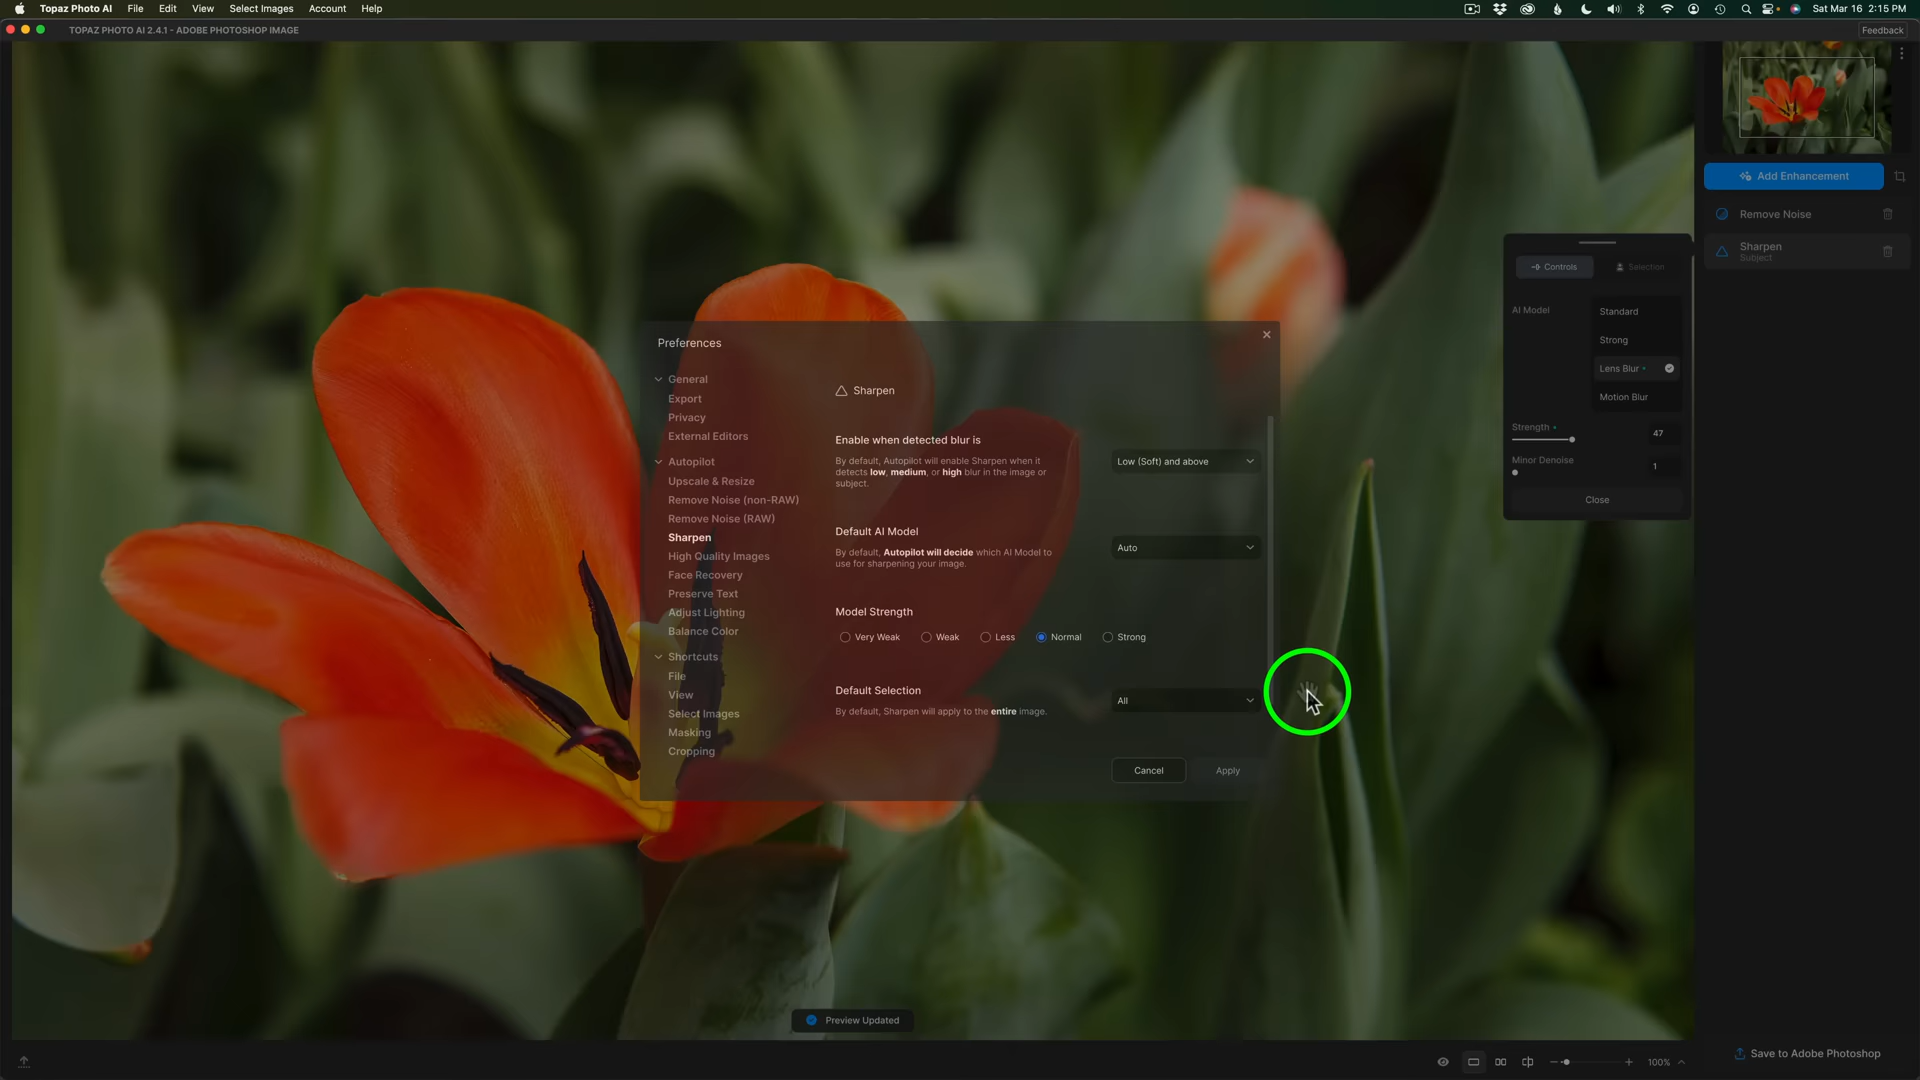 Topaz Photo AI File Edit View Select Images Account Help
Sat Mar 16 2:15 PM
TOPAZ PHOTO AI 2.4.1 - ADOBE PHOTOSHOP IMAGE
Feedback
Add Enhancement
Remove Noise
Sharpen
Subject
Controls Selection
AI Model
Standard
Strong
Lens Blur
Motion Blur
Strength 47
Minor Denoise 1
Close
Preferences
General
Export
Privacy
External Editors
Autopilot
Upscale & Resize
Remove Noise (non-RAW)
Remove Noise (RAW)
Sharpen
High Quality Images
Face Recovery
Preserve Text
Adjust Lighting
Balance Color
Shortcuts
File
View
Select Images
Masking
Cropping
Sharpen
Enable when detected blur is
By default, Autopilot will enable Sharpen when it
detects low, medium, or high blur in the image or
subject.
Low (Soft) and above
Default AI Model
By default, Autopilot will decide which AI Model to
use for sharpening your image.
Auto
Model Strength
Very Weak Weak Less Normal Strong
Default Selection
By default, Sharpen will apply to the entire image.
All
Cancel Apply
Preview Updated
100%
Save to Adobe Photoshop